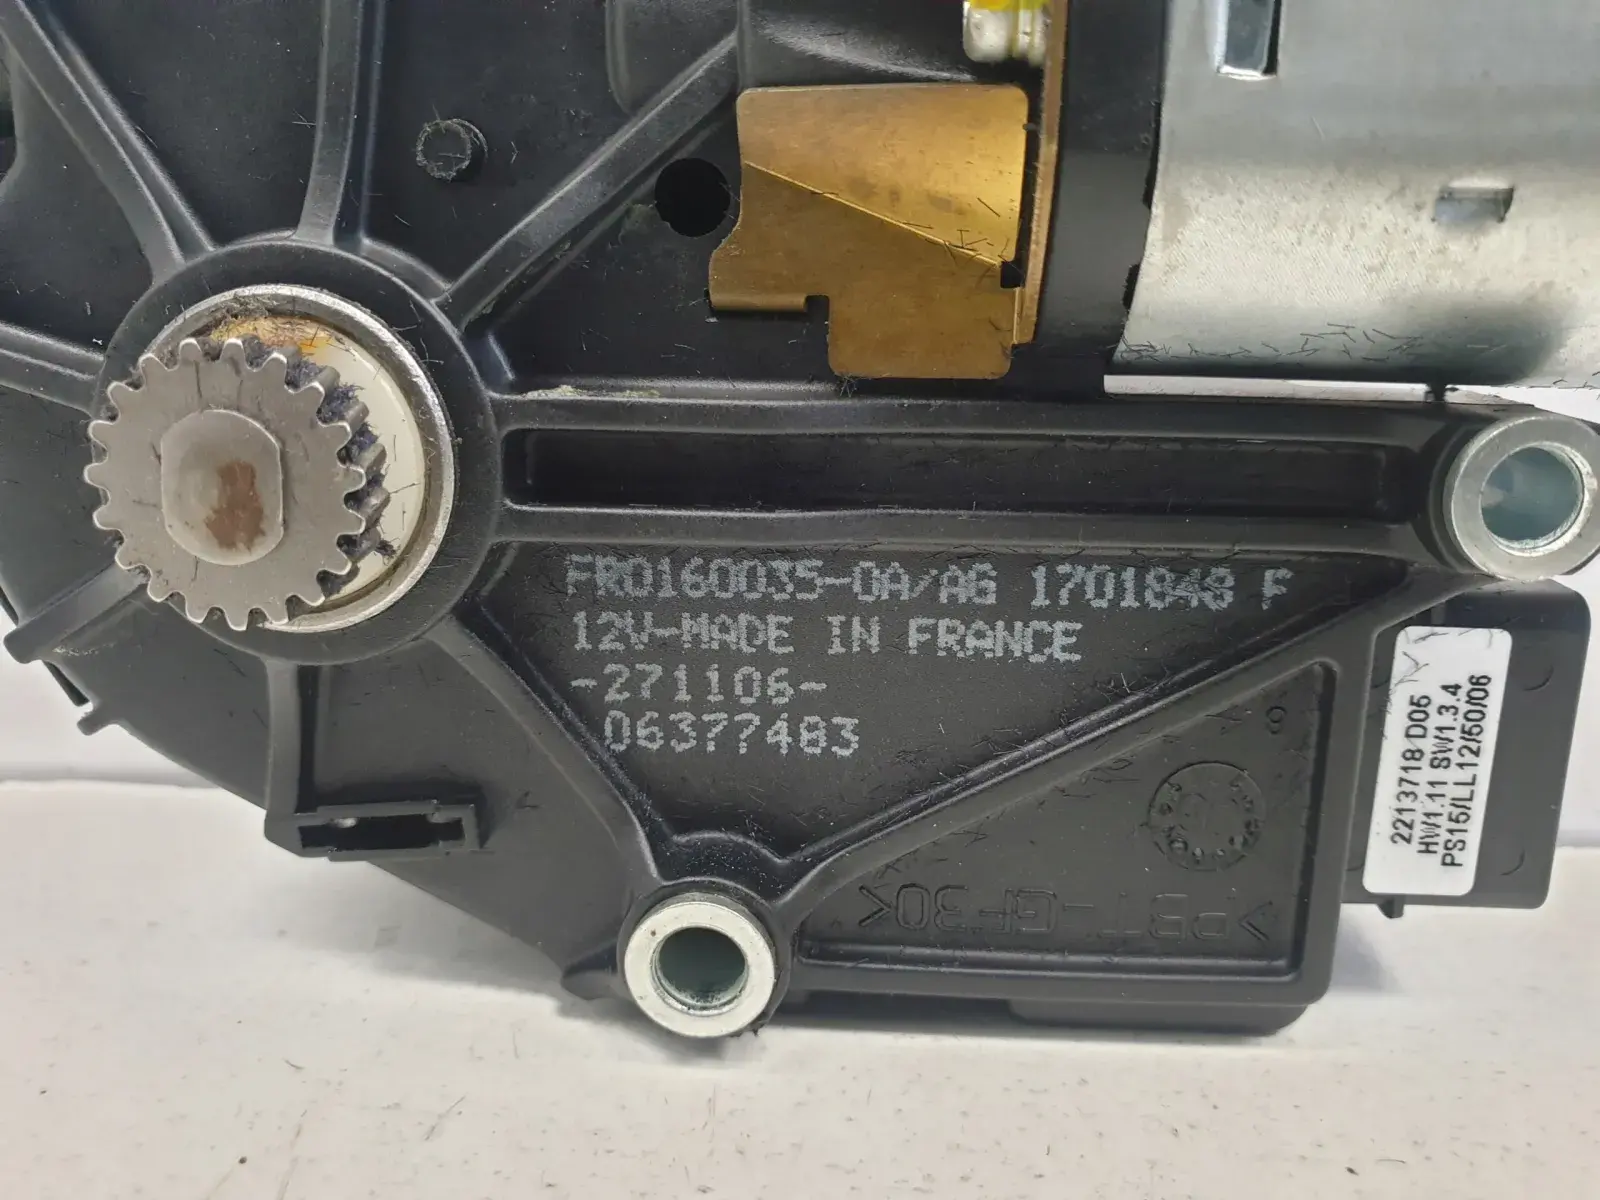 FR0160035-0A/AG 1701848 F
12V-MADE IN FRANCE
-271106-
06377483
2213718 D05
HW1.11 SW1.3.4
PS15/LL12/50/06
>PBT-GF30<